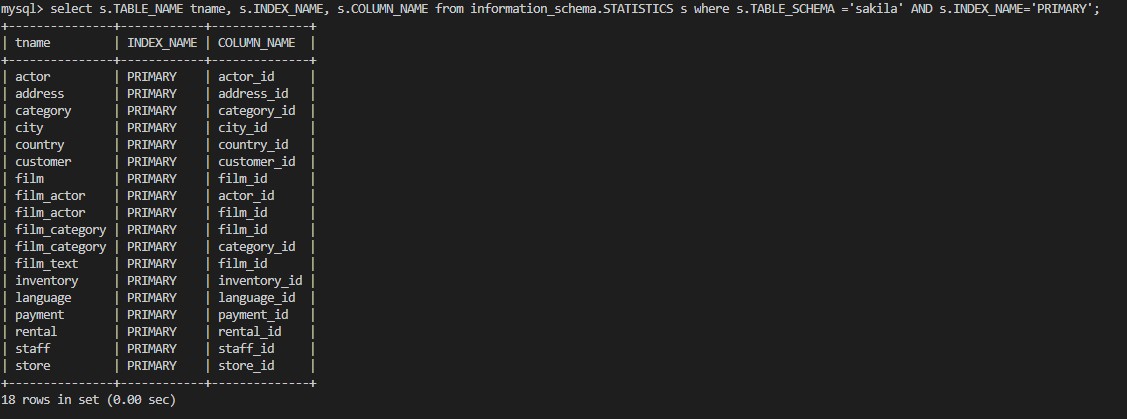 mysql> select s.TABLE_NAME tname, s.INDEX_NAME, s.COLUMN_NAME from information_schema.STATISTICS s where s.TABLE_SCHEMA ='sakila' AND s.INDEX_NAME='PRIMARY';
+---------------+------------+--------------+
| tname         | INDEX_NAME | COLUMN_NAME  |
+---------------+------------+--------------+
| actor         | PRIMARY    | actor_id     |
| address       | PRIMARY    | address_id   |
| category      | PRIMARY    | category_id  |
| city          | PRIMARY    | city_id      |
| country       | PRIMARY    | country_id   |
| customer      | PRIMARY    | customer_id  |
| film          | PRIMARY    | film_id      |
| film_actor    | PRIMARY    | actor_id     |
| film_actor    | PRIMARY    | film_id      |
| film_category | PRIMARY    | film_id      |
| film_category | PRIMARY    | category_id  |
| film_text     | PRIMARY    | film_id      |
| inventory     | PRIMARY    | inventory_id |
| language      | PRIMARY    | language_id  |
| payment       | PRIMARY    | payment_id   |
| rental        | PRIMARY    | rental_id    |
| staff         | PRIMARY    | staff_id     |
| store         | PRIMARY    | store_id     |
+---------------+------------+--------------+
18 rows in set (0.00 sec)